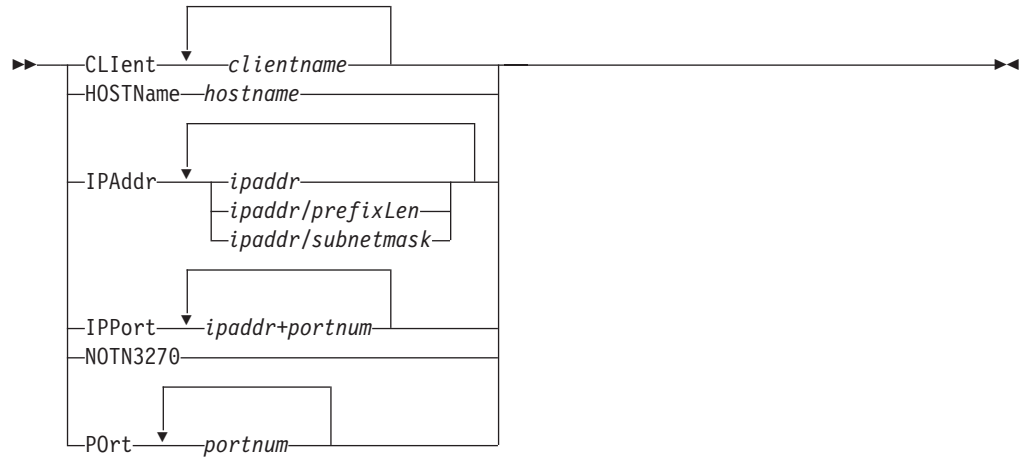 CLIent clientname
HOSTName hostname
IPAddr ipaddr
ipaddr/prefixLen
ipaddr/subnetmask
IPPort ipaddr+portnum
NOTN3270
POrt portnum